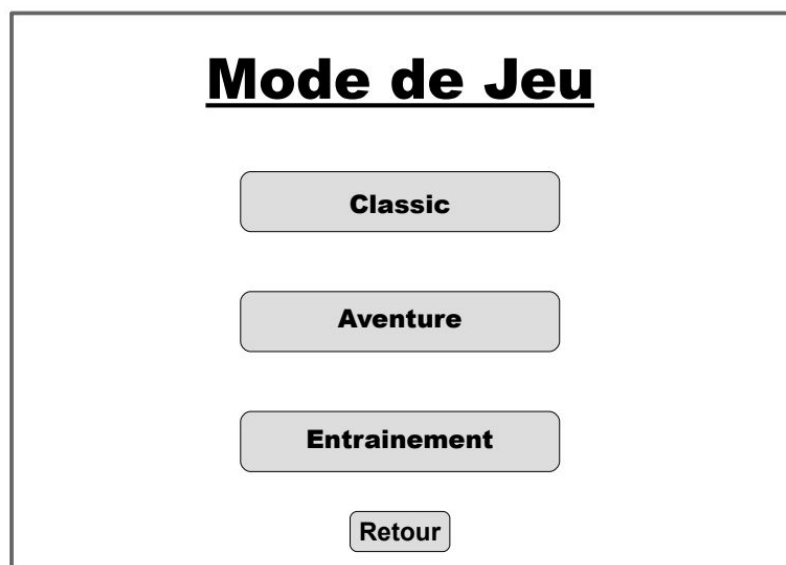 Mode de Jeu
Classic
Aventure
Entrainement
Retour